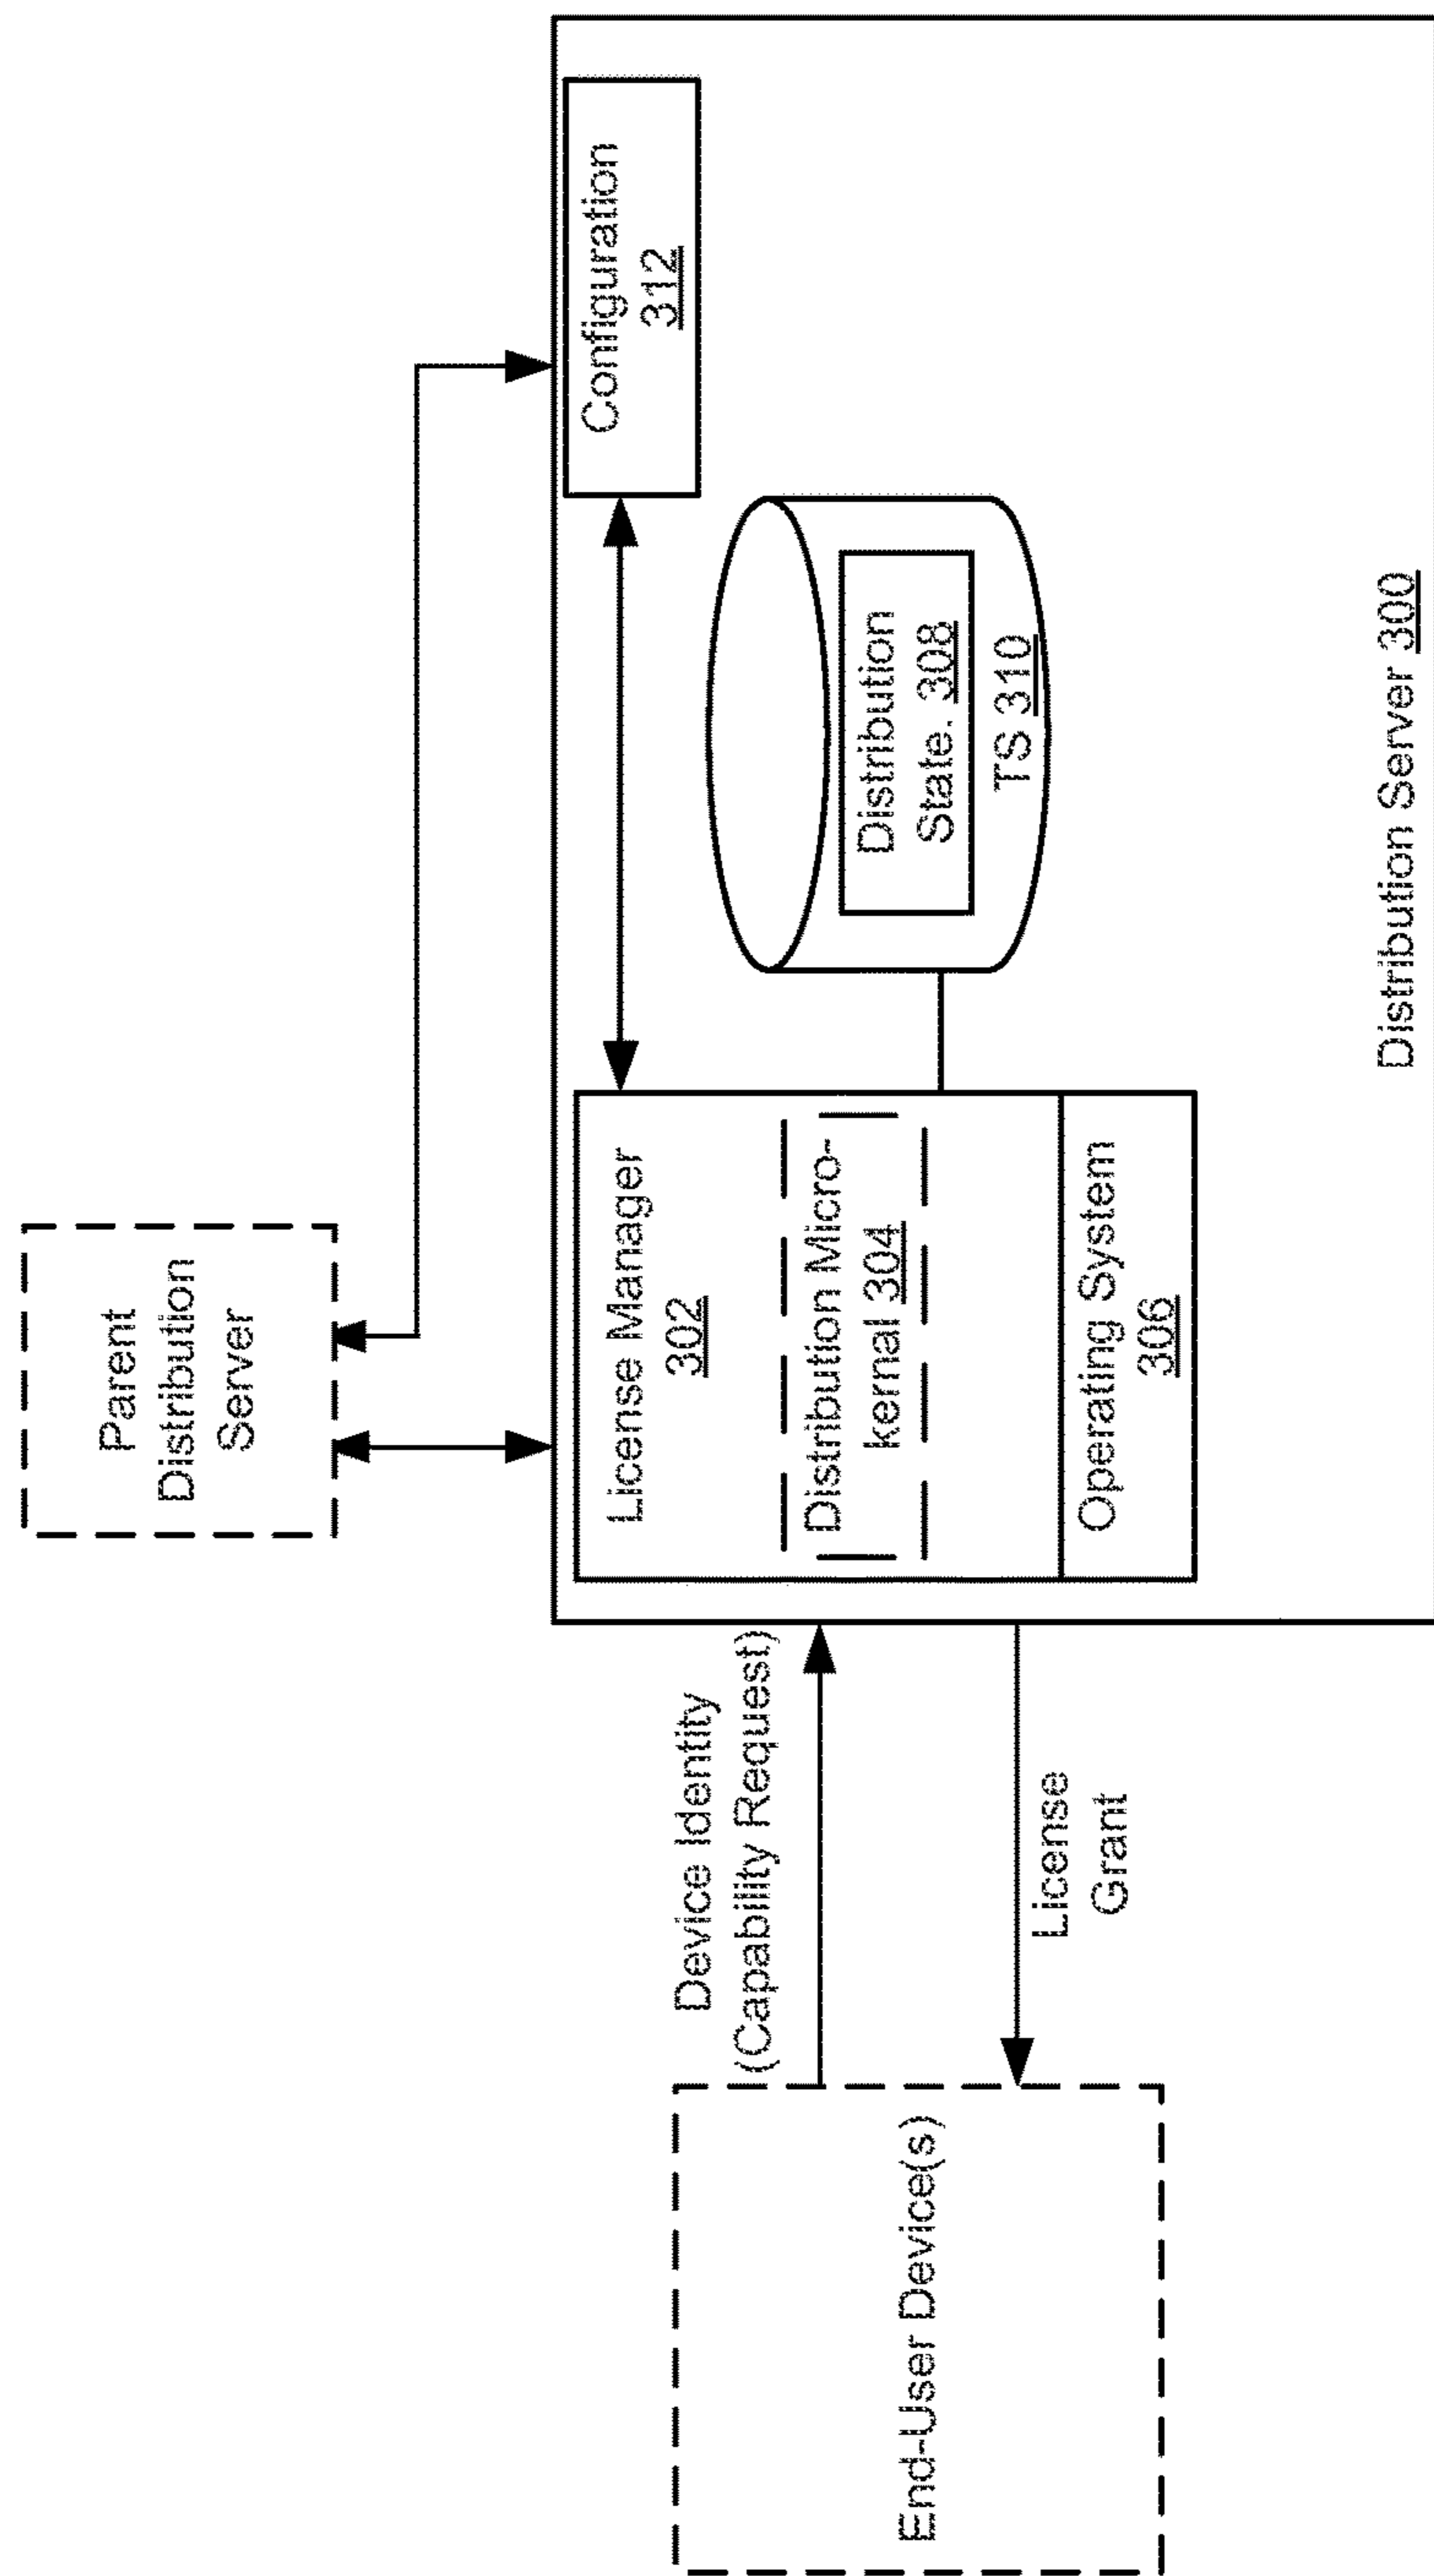 Parent
Distribution
Server
Configuration
312
License Manager
302
Distribution Micro-
kernal 304
Operating System
306
Distribution
State. 308
TS 310
Distribution Server 300
Device Identity
(Capability Request)
License
Grant
End-User Device(s)